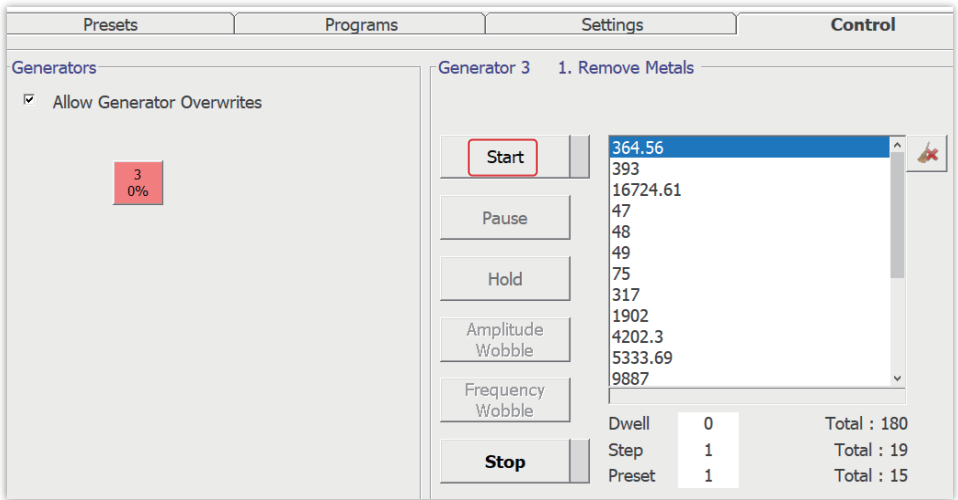 Presets Programs Settings Control
Generators
Allow Generator Overwrites
3
0%
Generator 3 1. Remove Metals
Start
Pause
Hold
Amplitude
Wobble
Frequency
Wobble
Stop
364.56
393
16724.61
47
48
49
75
317
1902
4202.3
5333.69
9887
Dwell 0 Total : 180
Step 1 Total : 19
Preset 1 Total : 15